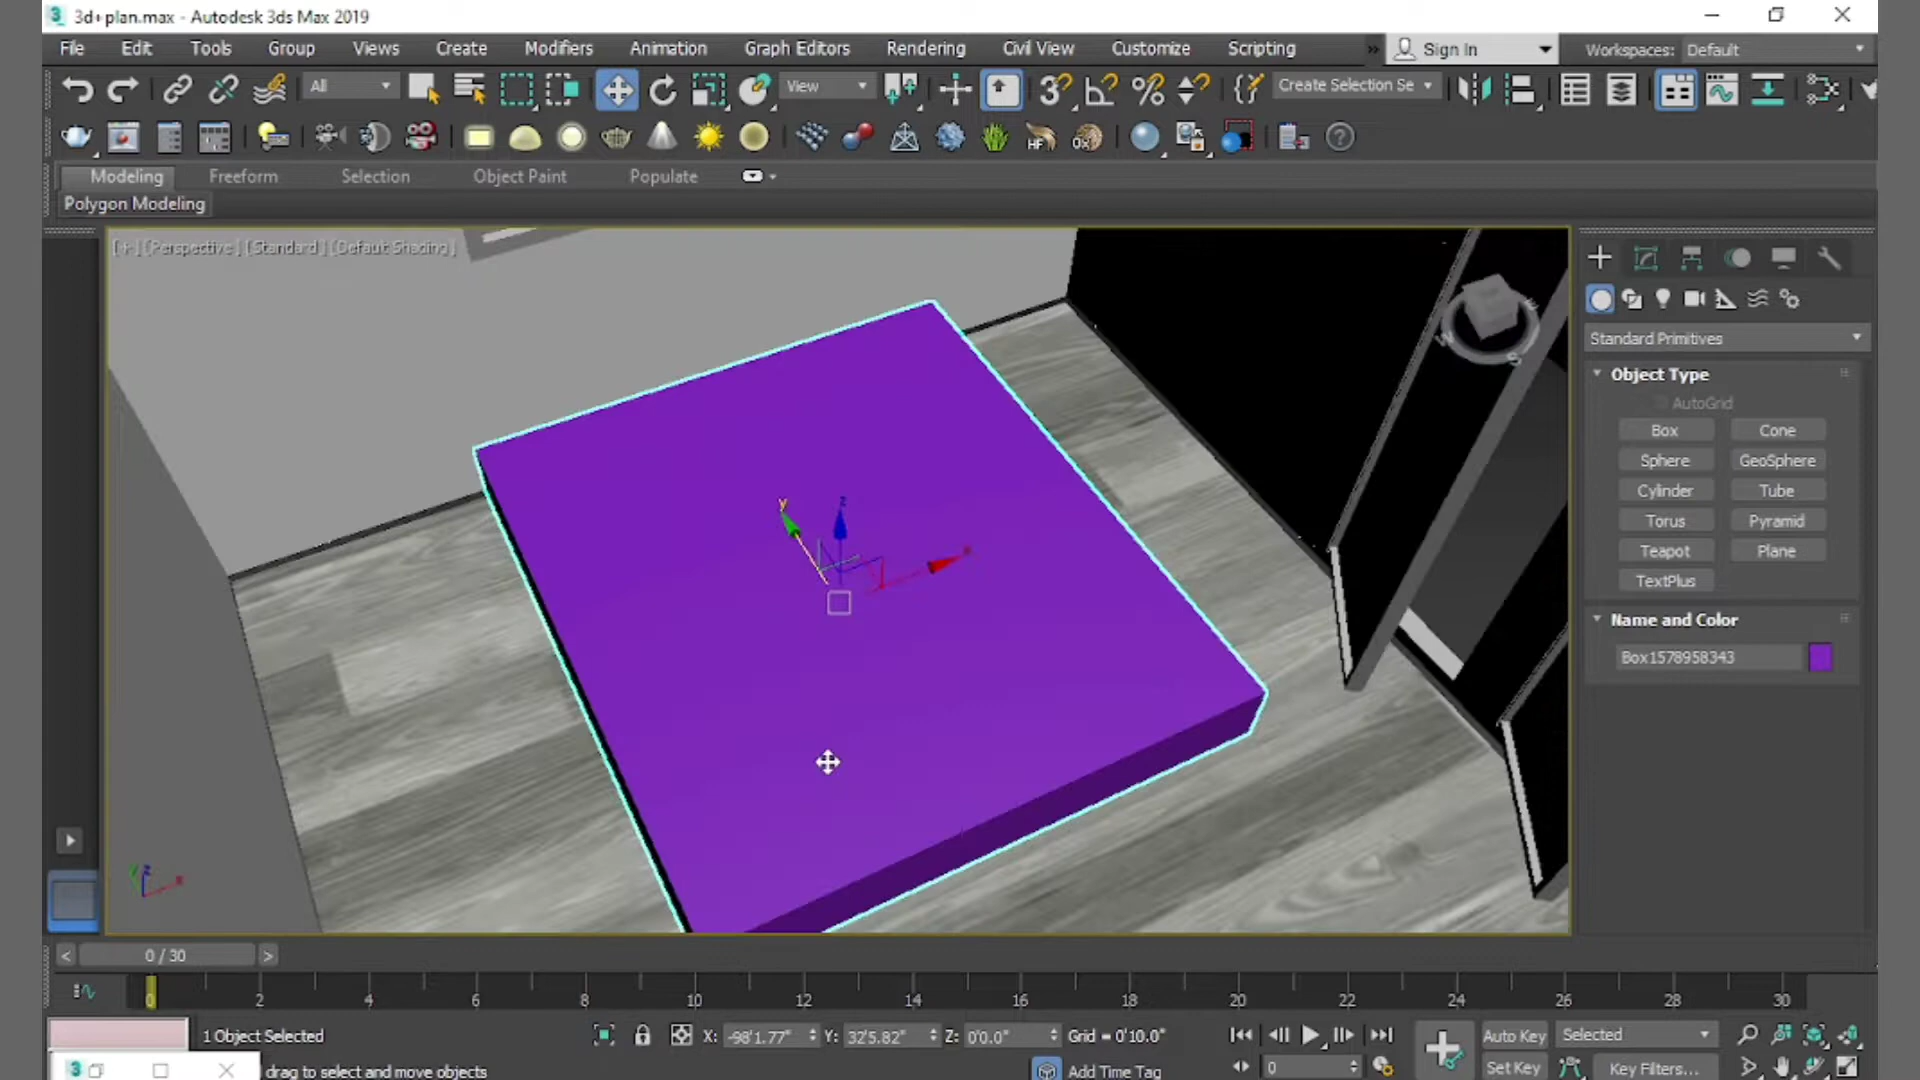 3d+plan.max - Autodesk 3ds Max 2019
File Edit Tools Group Views Create Modifiers Animation Graph Editors Rendering Civil View Customize Scripting » Sign In Workspaces: Default
All View Create Selection Se
Modeling Freeform Selection Object Paint Populate
Polygon Modeling
[+] [Perspective] [Standard] [Default Shading]
Standard Primitives
Object Type
AutoGrid
Box Cone
Sphere GeoSphere
Cylinder Tube
Torus Pyramid
Teapot Plane
TextPlus
Name and Color
Box1578958343
y z x
W S E
< 0 / 30 >
0 2 4 6 8 10 12 14 16 18 20 22 24 26 28 30
1 Object Selected X: -98'1.77" Y: 32'5.82" Z: 0'0.0" Grid = 0'10.0" Auto Key Selected
drag to select and move objects Add Time Tag 0 Set Key Key Filters...